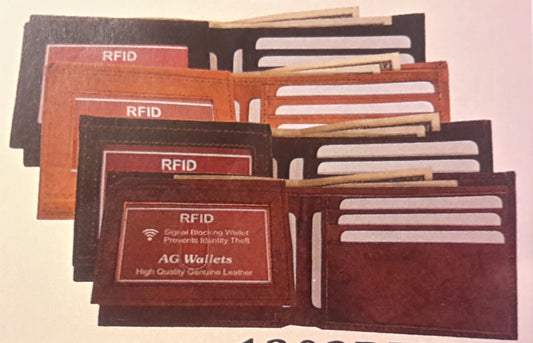 RFID
RFID
RFID
RFID
Signal Blocking Wallet
Prevents Identity Theft
AG Wallets
High Quality Genuine Leather